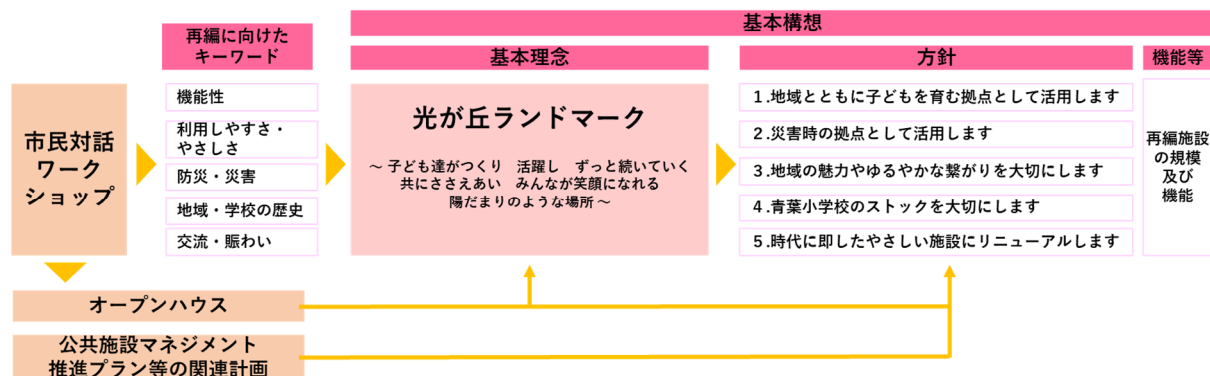 基本構想
再編に向けた
キーワード
基本理念
方針
機能等
市民対話
ワーク
ショップ
機能性
利用しやすさ・
やさしさ
防災・災害
地域・学校の歴史
交流・賑わい
光が丘ランドマーク
～ 子ども達がつくり 活躍し ずっと続いていく
共にささえあい みんなが笑顔になれる
陽だまりのような場所 ～
1.地域とともに子どもを育む拠点として活用します
2.災害時の拠点として活用します
3.地域の魅力やゆるやかな繋がりを大切にします
4.青葉小学校のストックを大切にします
5.時代に即したやさしい施設にリニューアルします
再編施設
の規模
及び
機能
オープンハウス
公共施設マネジメント
推進プラン等の関連計画